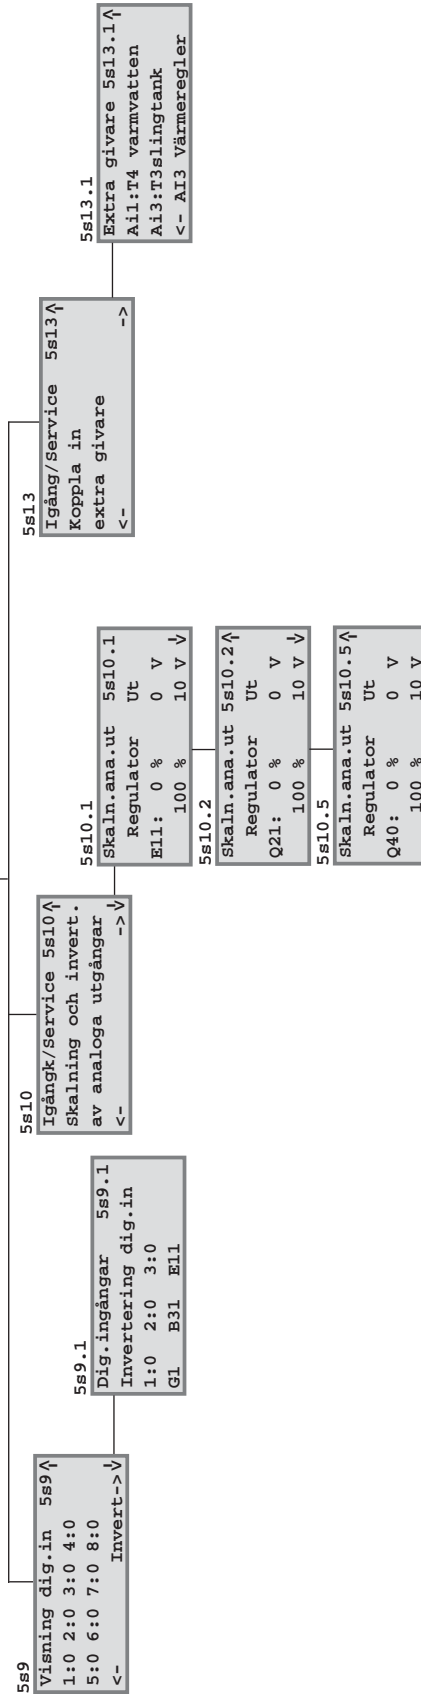 5s9
Visning dig.in 5s9^
1:0 2:0 3:0 4:0
5:0 6:0 7:0 8:0
<- Invert->v
5s9.1
Dig.ingångar 5s9.1
Invertering dig.in
1:0 2:0 3:0
G1 B31 E11
5s10
Igångk/Service 5s10^
Skalning och invert.
av analoga utgångar
<- ->v
5s10.1
Skaln.ana.ut 5s10.1
Regulator Ut
E11: 0 % 0 V
100 % 10 V v
5s10.2
Skaln.ana.ut 5s10.2^
Regulator Ut
Q21: 0 % 0 V
100 % 10 V v
5s10.5
Skaln.ana.ut 5s10.5^
Regulator Ut
Q40: 0 % 0 V
100 % 10 V
5s13
Igång/Service 5s13^
Koppla in
extra givare
<- ->
5s13.1
Extra givare 5s13.1^
Ai1:T4 varmvatten
Ai3:T3slingtank
<- AI3 Värmeregler